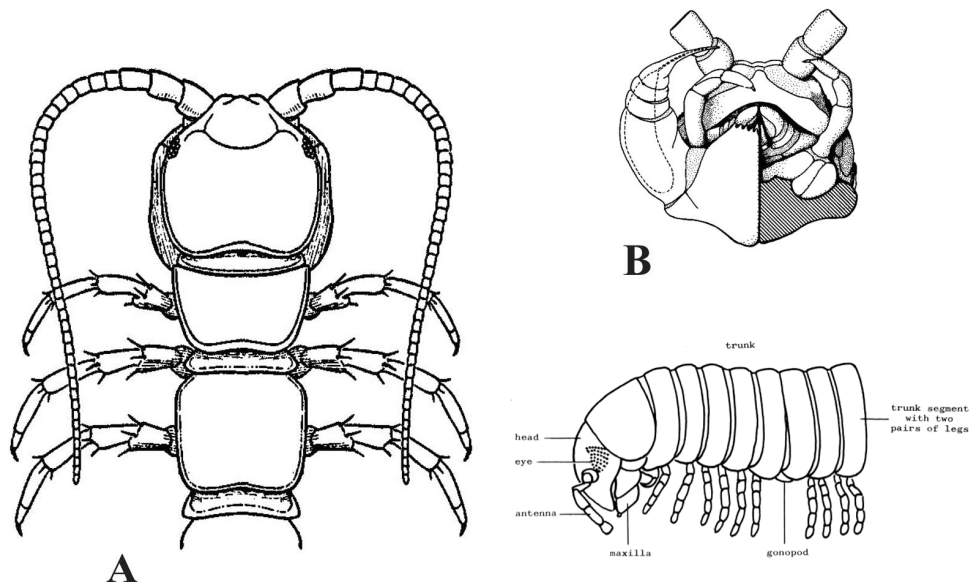 B
trunk
trunk segment
with two
pairs of legs
head
eye
antenna
maxilla
gonopod
A